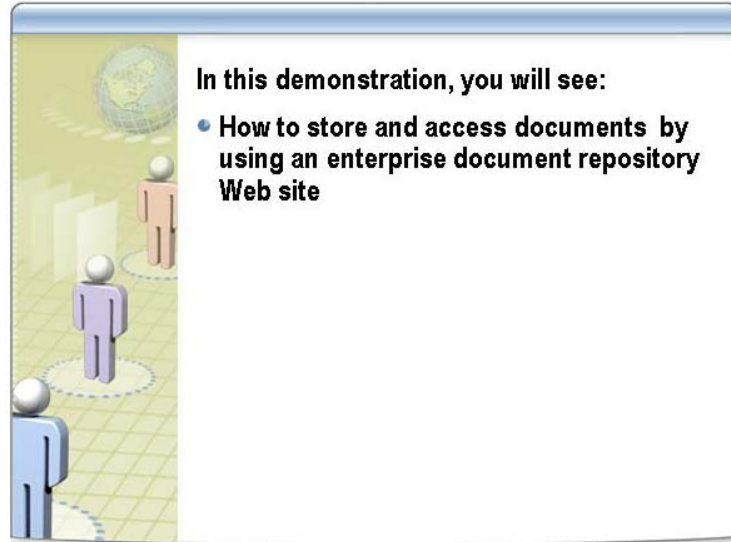 In this demonstration, you will see:
How to store and access documents by
using an enterprise document repository
Web site